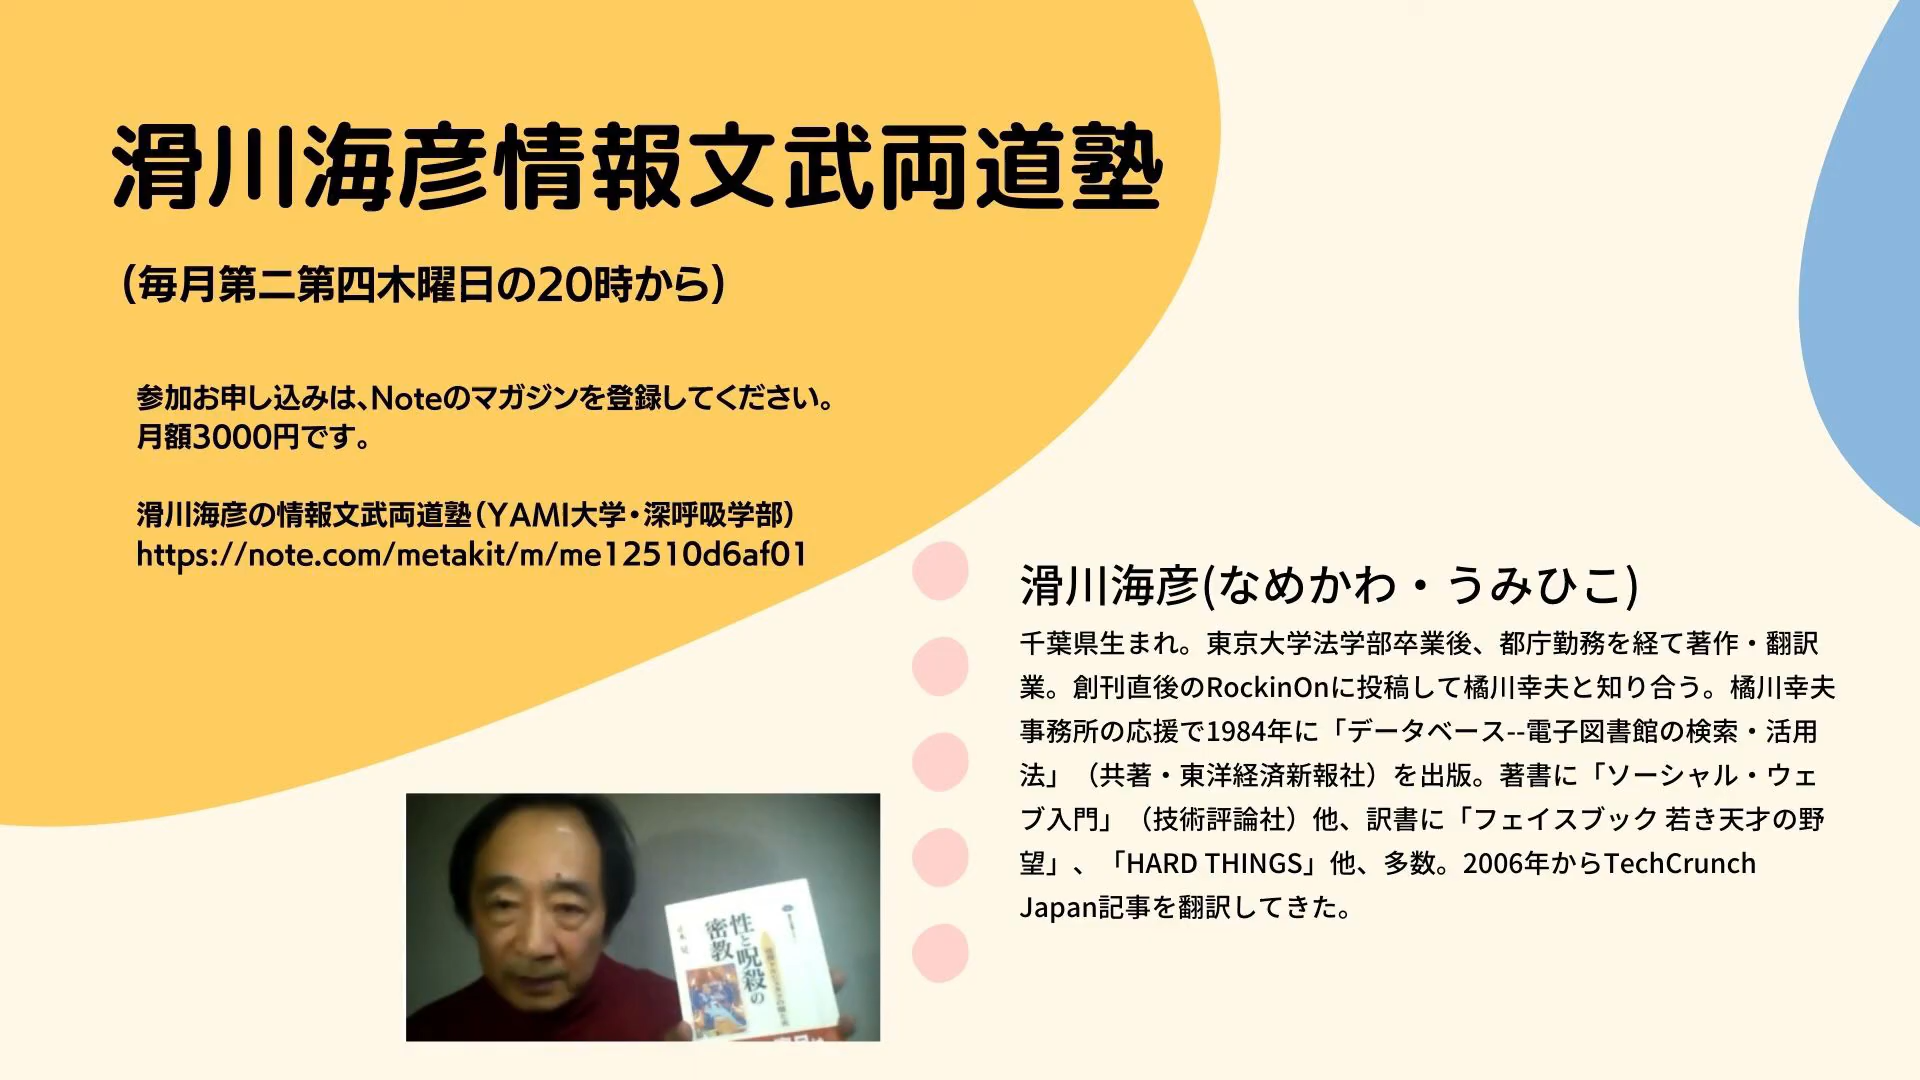 滑川海彦情報文武両道塾
（毎月第二第四木曜日の20時から）
参加お申し込みは、Noteのマガジンを登録してください。
月額3000円です。
滑川海彦の情報文武両道塾（YAMI大学・深呼吸学部）
https://note.com/metakit/m/me12510d6af01
滑川海彦(なめかわ・うみひこ)
千葉県生まれ。東京大学法学部卒業後、都庁勤務を経て著作・翻訳
業。創刊直後のRockinOnに投稿して橘川幸夫と知り合う。橘川幸夫
事務所の応援で1984年に「データベース--電子図書館の検索・活用
法」（共著・東洋経済新報社）を出版。著書に「ソーシャル・ウェ
ブ入門」（技術評論社）他、訳書に「フェイスブック 若き天才の野
望」、「HARD THINGS」他、多数。2006年からTechCrunch
Japan記事を翻訳してきた。
性と呪殺の
密教